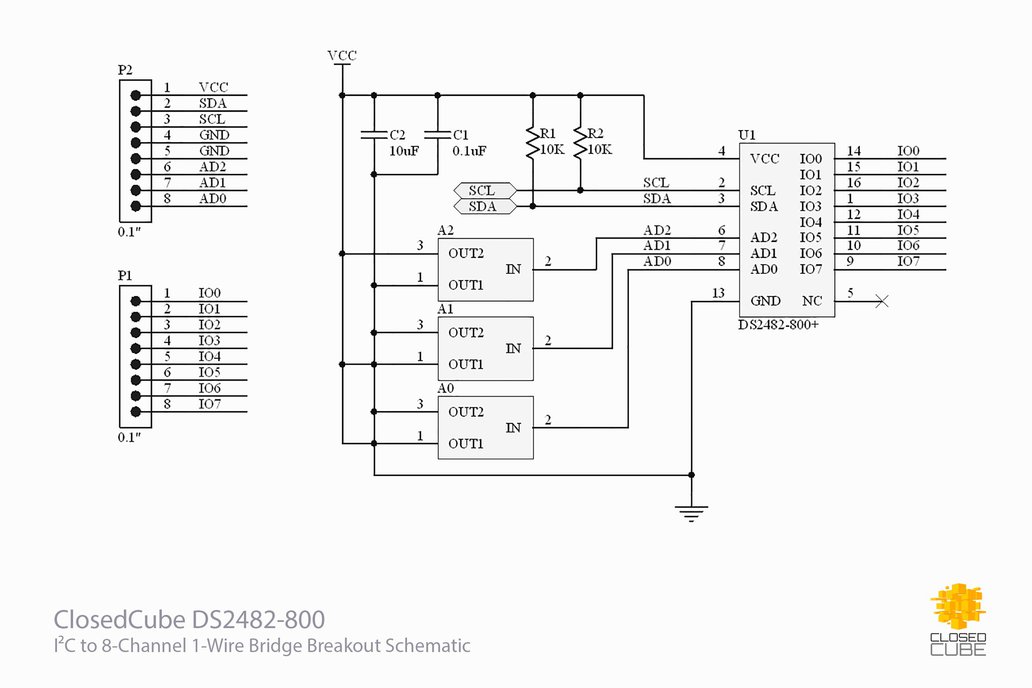 P2
1 VCC
2 SDA
3 SCL
4 GND
5 GND
6 AD2
7 AD1
8 AD0
0.1"
P1
1 IO0
2 IO1
3 IO2
4 IO3
5 IO4
6 IO5
7 IO6
8 IO7
0.1"
VCC
C2
10uF
C1
0.1uF
R1
10K
R2
10K
SCL
SDA
SCL
SDA
A2
3 OUT2
IN 2
1 OUT1
A1
3 OUT2
IN 2
1 OUT1
A0
3 OUT2
IN 2
1 OUT1
AD2
AD1
AD0
U1
4 VCC IO0 14 IO0
IO1 15 IO1
2 SCL IO2 16 IO2
3 SDA IO3 1 IO3
IO4 12 IO4
6 AD2 IO5 11 IO5
7 AD1 IO6 10 IO6
8 AD0 IO7 9 IO7
13 GND NC 5
DS2482-800+
ClosedCube DS2482-800
I²C to 8-Channel 1-Wire Bridge Breakout Schematic
CLOSED
CUBE